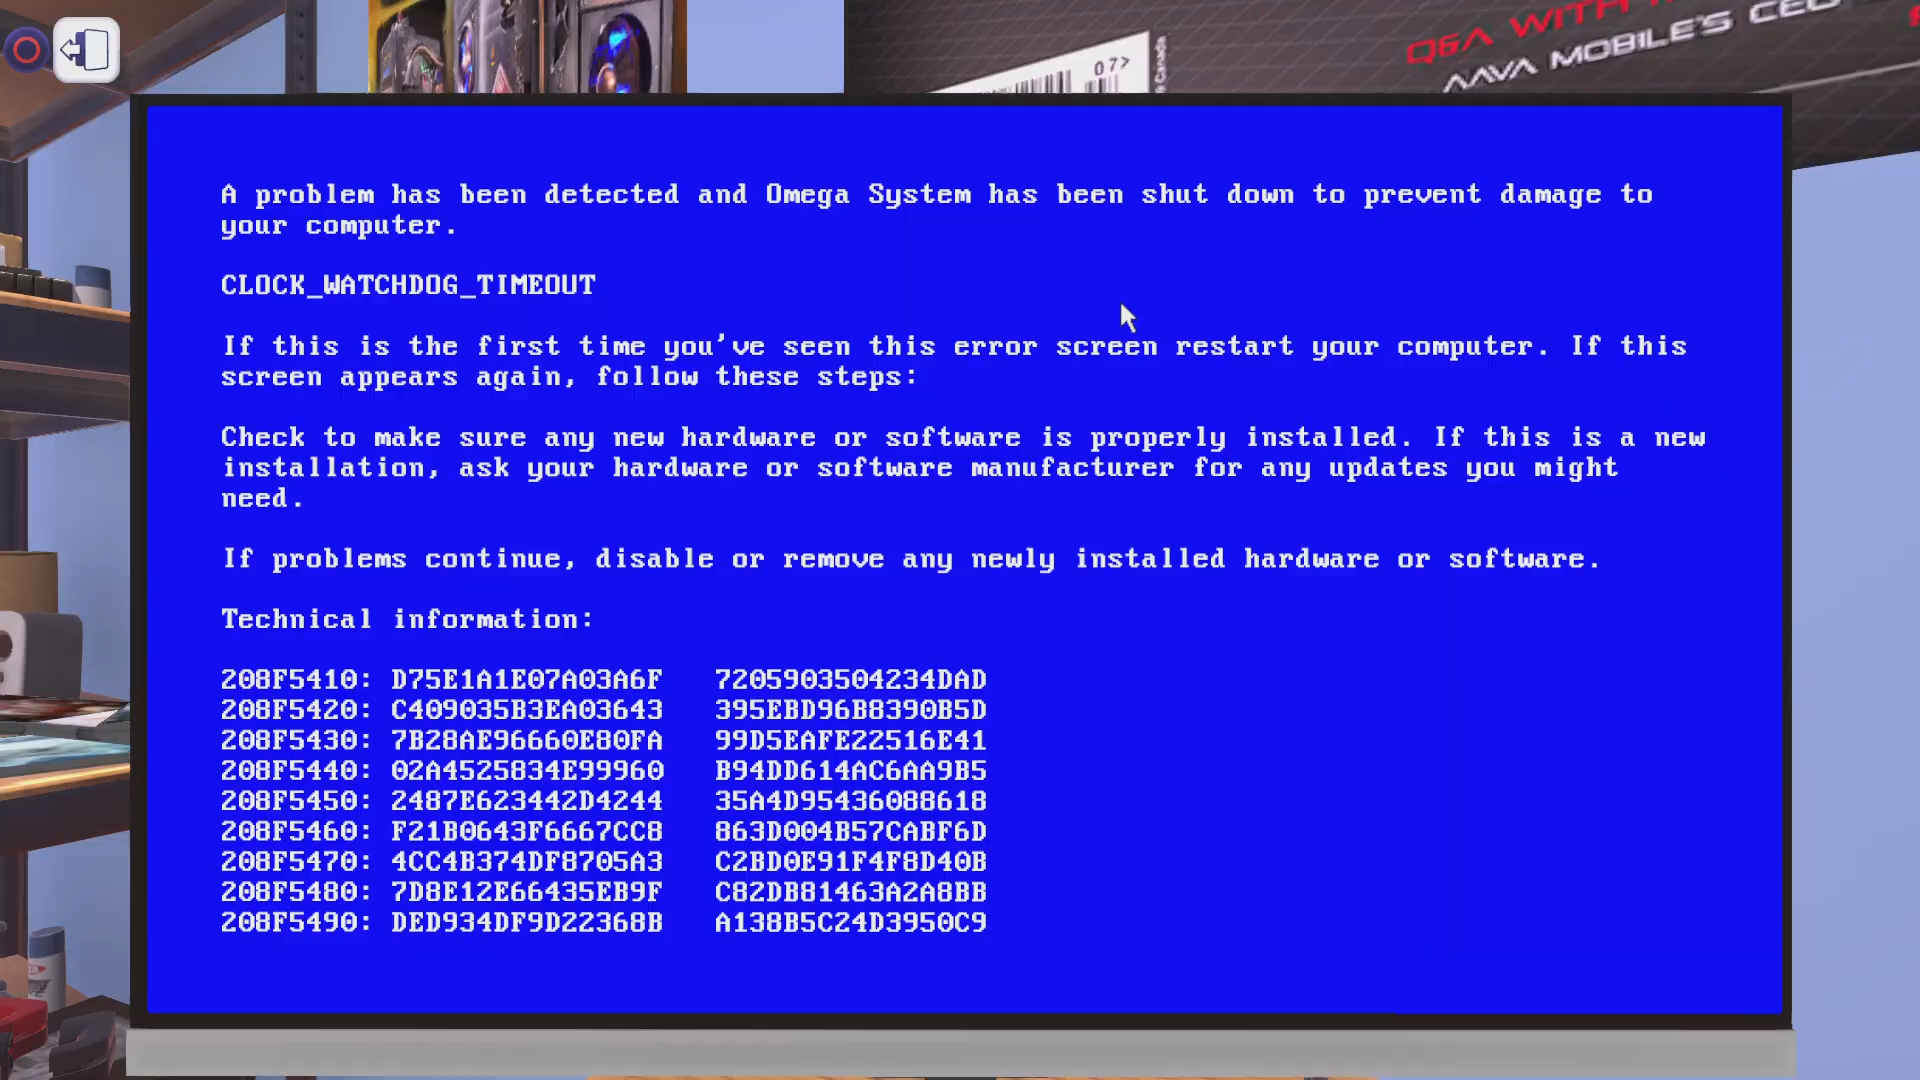 07>
Canada
Q&A WITH
AAVA MOBILE'S CEO
A problem has been detected and Omega System has been shut down to prevent damage to
your computer.
CLOCK_WATCHDOG_TIMEOUT
If this is the first time you've seen this error screen restart your computer. If this
screen appears again, follow these steps:
Check to make sure any new hardware or software is properly installed. If this is a new
installation, ask your hardware or software manufacturer for any updates you might
need.
If problems continue, disable or remove any newly installed hardware or software.
Technical information:
208F5410: D75E1A1E07A03A6F 7205903504234DAD
208F5420: C409035B3EA03643 395EBD96B8390B5D
208F5430: 7B28AE96660E80FA 99D5EAFE22516E41
208F5440: 02A4525834E99960 B94DD614AC6AA9B5
208F5450: 2487E623442D4244 35A4D95436088618
208F5460: F21B0643F6667CC8 863D004B57CABF6D
208F5470: 4CC4B374DF8705A3 C2BD0E91F4F8D40B
208F5480: 7D8E12E66435EB9F C82DB81463A2A8BB
208F5490: DED934DF9D22368B A138B5C24D3950C9